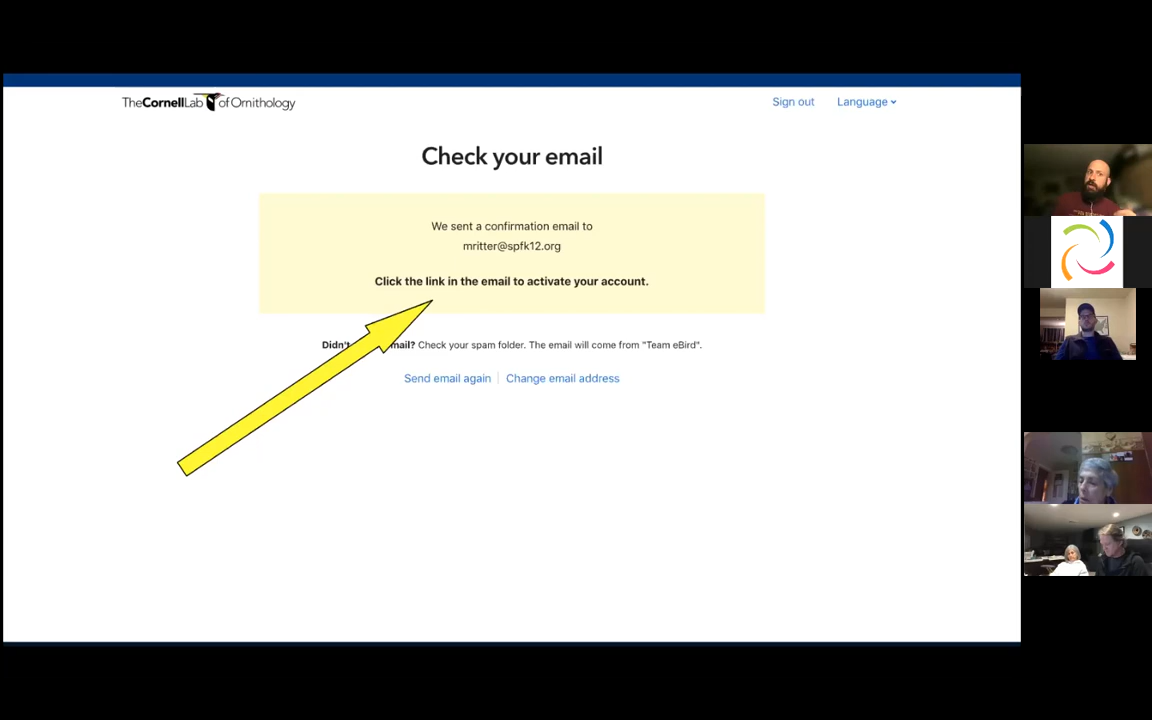 TheCornellLab of Ornithology
Sign out
Language
Check your email
We sent a confirmation email to
mritter@spfk12.org
Click the link in the email to activate your account.
Didn't mail? Check your spam folder. The email will come from "Team eBird".
Send email again
Change email address